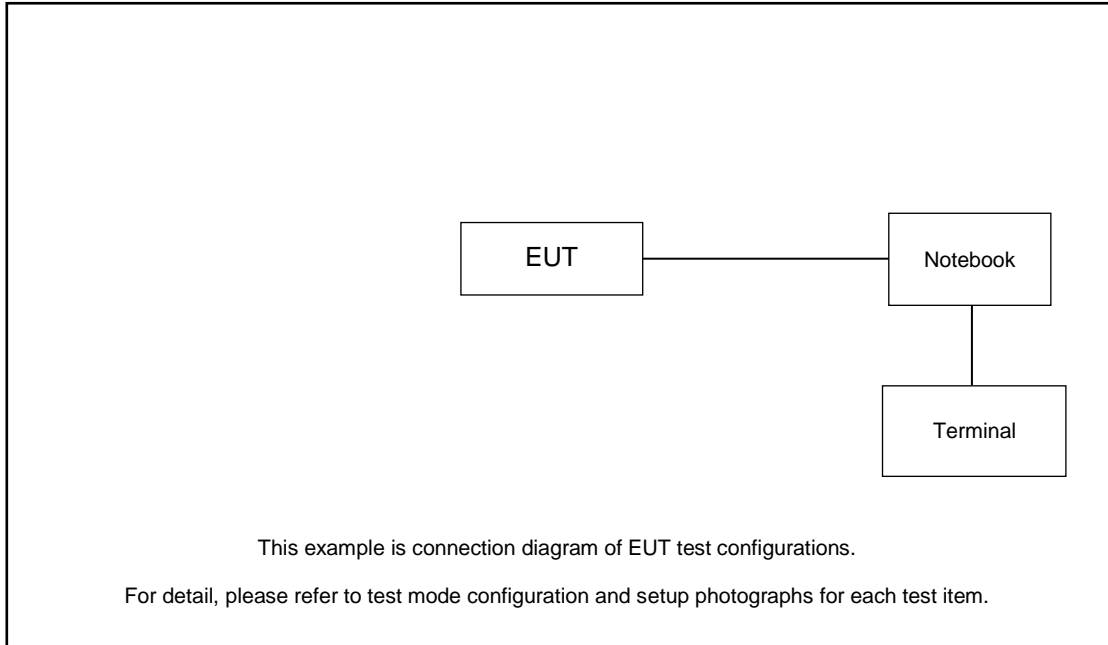 EUT
Notebook
Terminal
This example is connection diagram of EUT test configurations.
For detail, please refer to test mode configuration and setup photographs for each test item.